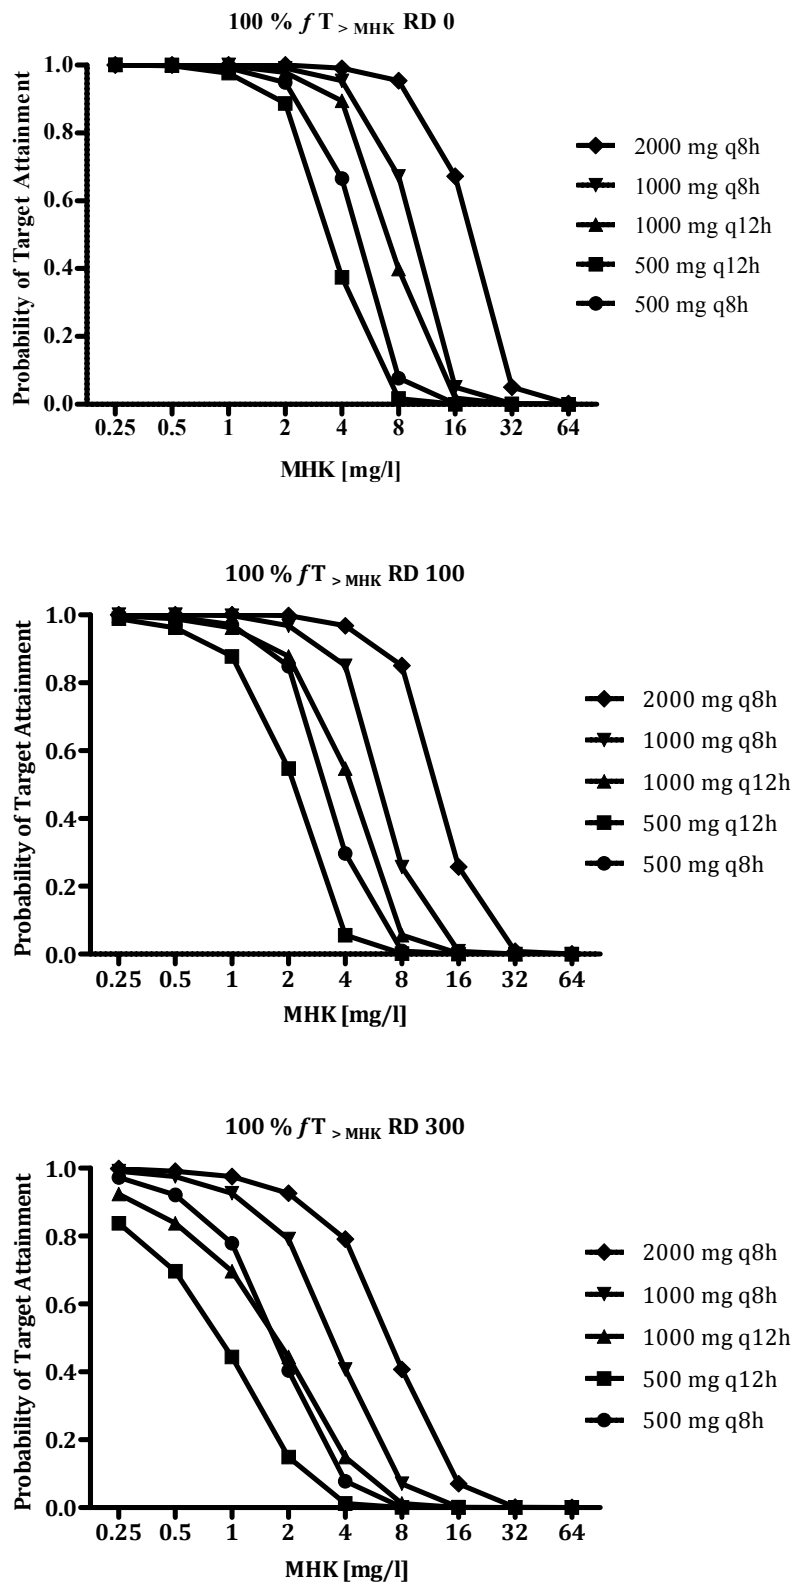 100 % fT > MHK RD 0
Probability of Target Attainment
1.0
0.8
0.6
0.4
0.2
0.0
0.25 0.5 1 2 4 8 16 32 64
MHK [mg/l]
2000 mg q8h
1000 mg q8h
1000 mg q12h
500 mg q12h
500 mg q8h
100 % fT > MHK RD 100
Probability of Target Attainment
1.0
0.8
0.6
0.4
0.2
0.0
0.25 0.5 1 2 4 8 16 32 64
MHK [mg/l]
2000 mg q8h
1000 mg q8h
1000 mg q12h
500 mg q12h
500 mg q8h
100 % fT > MHK RD 300
Probability of Target Attainment
1.0
0.8
0.6
0.4
0.2
0.0
0.25 0.5 1 2 4 8 16 32 64
MHK [mg/l]
2000 mg q8h
1000 mg q8h
1000 mg q12h
500 mg q12h
500 mg q8h